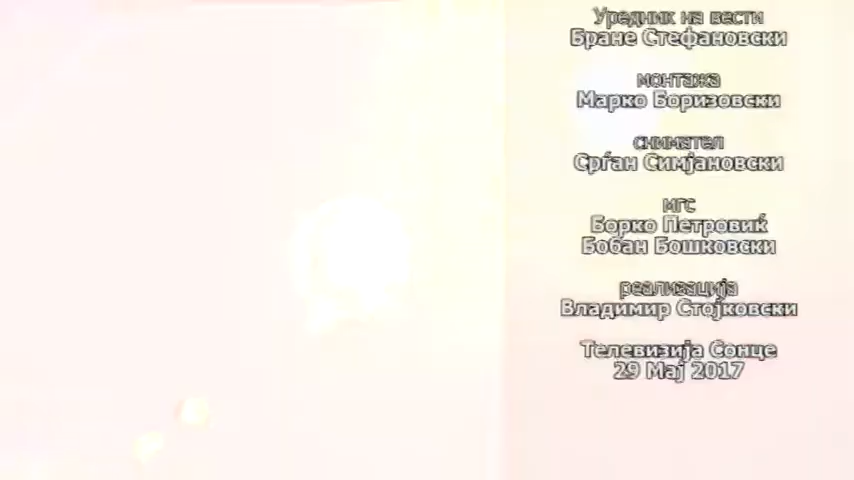 Уредник на вести
Бране Стефановски
монтажа
Марко Боризовски
снимател
Срѓан Симјановски
мгс
Борко Петровиќ
Бобан Бошковски
реализација
Владимир Стојковски
Телевизија Сонце
29 Мај 2017